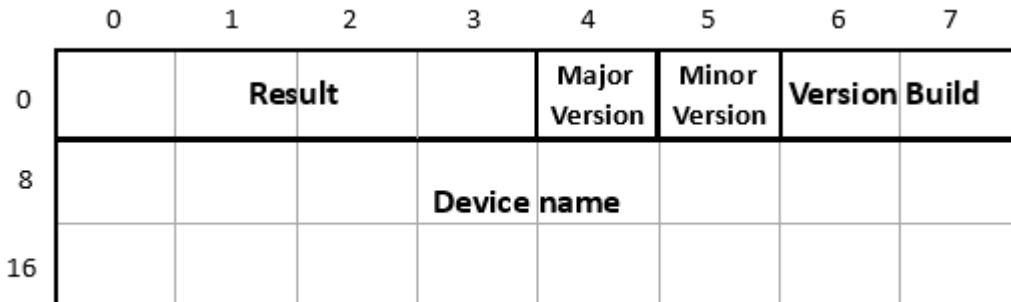 0 1 2 3 4 5 6 7
0 Result Major Version Minor Version Version Build
8 Device name
16